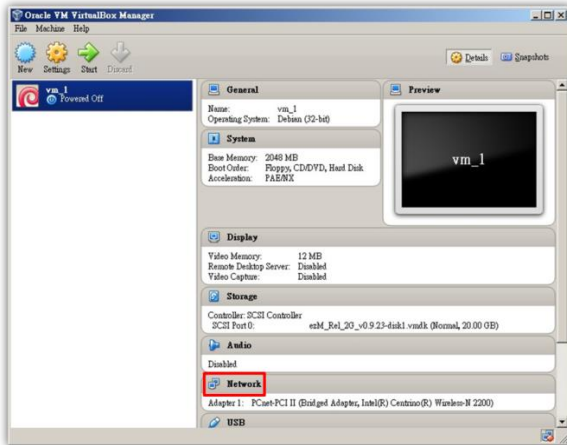 Oracle VM VirtualBox Manager
File Machine Help
New Settings Start Discard
Details Snapshots
vm_1
Powered Off
General
Name: vm_1
Operating System: Debian (32-bit)
System
Base Memory: 2048 MB
Boot Order: Floppy, CD/DVD, Hard Disk
Acceleration: PAE/NX
Preview
vm_1
Display
Video Memory: 12 MB
Remote Desktop Server: Disabled
Video Capture: Disabled
Storage
Controller: SCSI Controller
SCSI Port 0: ezM_Rel_2G_v0.9.23-disk1.vmdk (Normal, 20.00 GB)
Audio
Disabled
Network
Adapter 1: PCnet-PCI II (Bridged Adapter, Intel(R) Centrino(R) Wireless-N 2200)
USB